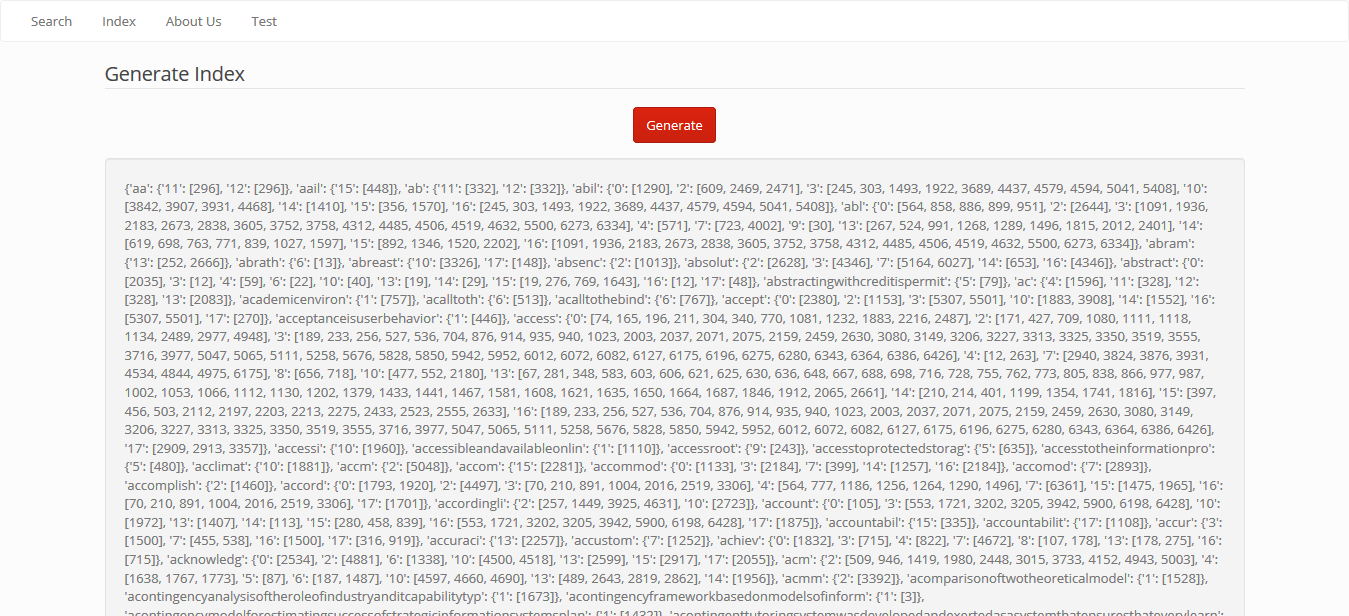 Search Index About Us Test
Generate Index
Generate
{'aa': {'11': [296], '12': [296]}, 'aail': {'15': [448]}, 'ab': {'11': [332], '12': [332]}, 'abil': {'0': [1290], '2': [609, 2469, 2471], '3': [245, 303, 1493, 1922, 3689, 4437, 4579, 4594, 5041, 5408], '10':
[3842, 3907, 3931, 4468], '14': [1410], '15': [356, 1570], '16': [245, 303, 1493, 1922, 3689, 4437, 4579, 4594, 5041, 5408]}, 'abl': {'0': [564, 858, 886, 899, 951], '2': [2644], '3': [1091, 1936,
2183, 2673, 2838, 3605, 3752, 3758, 4312, 4485, 4506, 4519, 4632, 5500, 6273, 6334], '4': [571], '7': [723, 4002], '9': [30], '13': [267, 524, 991, 1268, 1289, 1496, 1815, 2012, 2401], '14':
[619, 698, 763, 771, 839, 1027, 1597], '15': [892, 1346, 1520, 2202], '16': [1091, 1936, 2183, 2673, 2838, 3605, 3752, 3758, 4312, 4485, 4506, 4519, 4632, 5500, 6273, 6334]}, 'abram':
{'13': [252, 2666]}, 'abrath': {'6': [13]}, 'abreast': {'10': [3326], '17': [148]}, 'absenc': {'2': [1013]}, 'absolut': {'2': [2628], '3': [4346], '7': [5164, 6027], '14': [653], '16': [4346]}, 'abstract': {'0':
[2035], '3': [12], '4': [59], '6': [22], '10': [40], '13': [19], '14': [29], '15': [19, 276, 769, 1643], '16': [12], '17': [48]}, 'abstractingwithcreditispermit': {'5': [79]}, 'ac': {'4': [1596], '11': [328], '12':
[328], '13': [2083]}, 'academicenviron': {'1': [757]}, 'acalltoth': {'6': [513]}, 'acalltothebind': {'6': [767]}, 'accept': {'0': [2380], '2': [1153], '3': [5307, 5501], '10': [1883, 3908], '14': [1552], '16':
[5307, 5501], '17': [270]}, 'acceptanceisuserbehavior': {'1': [446]}, 'access': {'0': [74, 165, 196, 211, 304, 340, 770, 1081, 1232, 1883, 2216, 2487], '2': [171, 427, 709, 1080, 1111, 1118,
1134, 2489, 2977, 4948], '3': [189, 233, 256, 527, 536, 704, 876, 914, 935, 940, 1023, 2003, 2037, 2071, 2075, 2159, 2459, 2630, 3080, 3149, 3206, 3227, 3313, 3325, 3350, 3519, 3555,
3716, 3977, 5047, 5065, 5111, 5258, 5676, 5828, 5850, 5942, 5952, 6012, 6072, 6082, 6127, 6175, 6196, 6275, 6280, 6343, 6364, 6386, 6426], '4': [12, 263], '7': [2940, 3824, 3876, 3931,
4534, 4844, 4975, 6175], '8': [656, 718], '10': [477, 552, 2180], '13': [67, 281, 348, 583, 603, 606, 621, 625, 630, 636, 648, 667, 688, 698, 716, 728, 755, 762, 773, 805, 838, 866, 977, 987,
1002, 1053, 1066, 1112, 1130, 1202, 1379, 1433, 1441, 1467, 1581, 1608, 1621, 1635, 1650, 1664, 1687, 1846, 1912, 2065, 2661], '14': [210, 214, 401, 1199, 1354, 1741, 1816], '15': [397,
456, 503, 2112, 2197, 2203, 2213, 2275, 2433, 2523, 2555, 2633], '16': [189, 233, 256, 527, 536, 704, 876, 914, 935, 940, 1023, 2003, 2037, 2071, 2075, 2159, 2459, 2630, 3080, 3149,
3206, 3227, 3313, 3325, 3350, 3519, 3555, 3716, 3977, 5047, 5065, 5111, 5258, 5676, 5828, 5850, 5942, 5952, 6012, 6072, 6082, 6127, 6175, 6196, 6275, 6280, 6343, 6364, 6386, 6426],
'17': [2909, 2913, 3357]}, 'accessi': {'10': [1960]}, 'accessibleandavailableonlin': {'1': [1110]}, 'accessroot': {'9': [243]}, 'accesstoprotectedstorag': {'5': [635]}, 'accesstotheinformationpro':
{'5': [480]}, 'acclimat': {'10': [1881]}, 'accm': {'2': [5048]}, 'accom': {'15': [2281]}, 'accommod': {'0': [1133], '3': [2184], '7': [399], '14': [1257], '16': [2184]}, 'accomod': {'7': [2893]},
'accomplish': {'2': [1460]}, 'accord': {'0': [1793, 1920], '2': [4497], '3': [70, 210, 891, 1004, 2016, 2519, 3306], '4': [564, 777, 1186, 1256, 1264, 1290, 1496], '7': [6361], '15': [1475, 1965], '16':
[70, 210, 891, 1004, 2016, 2519, 3306], '17': [1701]}, 'accordingli': {'2': [257, 1449, 3925, 4631], '10': [2723]}, 'account': {'0': [105], '3': [553, 1721, 3202, 3205, 3942, 5900, 6198, 6428], '10':
[1972], '13': [1407], '14': [113], '15': [280, 458, 839], '16': [553, 1721, 3202, 3205, 3942, 5900, 6198, 6428], '17': [1875]}, 'accountabil': {'15': [335]}, 'accountabilit': {'17': [1108]}, 'accur': {'3':
[1500], '7': [455, 538], '16': [1500], '17': [316, 919]}, 'accuraci': {'13': [2257]}, 'accustom': {'7': [1252]}, 'achiev': {'0': [1832], '3': [715], '4': [822], '7': [4672], '8': [107, 178], '13': [178, 275], '16':
[715]}, 'acknowledg': {'0': [2534], '2': [4881], '6': [1338], '10': [4500, 4518], '13': [2599], '15': [2917], '17': [2055]}, 'acm': {'2': [509, 946, 1419, 1980, 2448, 3015, 3733, 4152, 4943, 5003], '4':
[1638, 1767, 1773], '5': [87], '6': [187, 1487], '10': [4597, 4660, 4690], '13': [489, 2643, 2819, 2862], '14': [1956]}, 'acmm': {'2': [3392]}, 'acomparisonoftwotheoreticalmodel': {'1': [1528]},
'acontingencyanalysisoftheroleofindustryanditcapabilitytyp': {'1': [1673]}, 'acontingencyframeworkbasedonmodelsofinform': {'1': [3]},
'acontingencymodelforestimatingsuccessofstrategicinformationsystemsplan': {'1': [1432]}, 'acontingenttutoringsystemwasdevelopedandexertedasasystemthatensuresthateverylearn':